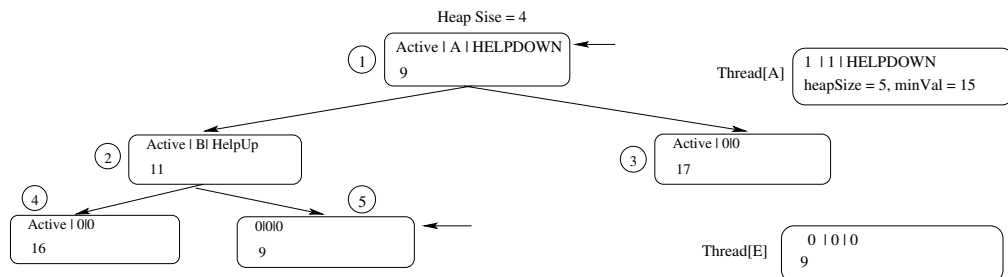 Heap Sise = 4
1
Active | A | HELPDOWN
9
Thread[A]
1 | 1 | HELPDOWN
heapSize = 5, minVal = 15
2
Active | B| HelpUp
11
3
Active | 0|0
17
4
Active | 0|0
16
5
0|0|0
9
Thread[E]
0 | 0 | 0
9